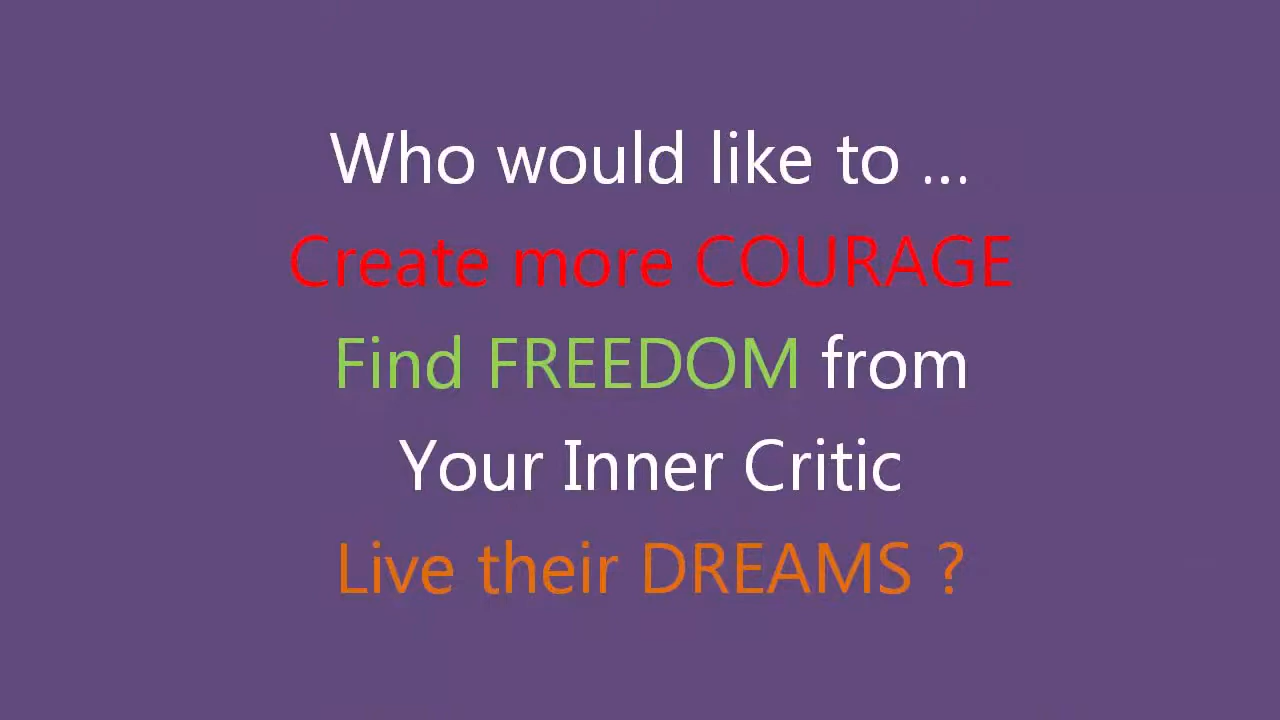 Who would like to ...
Create more COURAGE
Find FREEDOM from
Your Inner Critic
Live their DREAMS ?